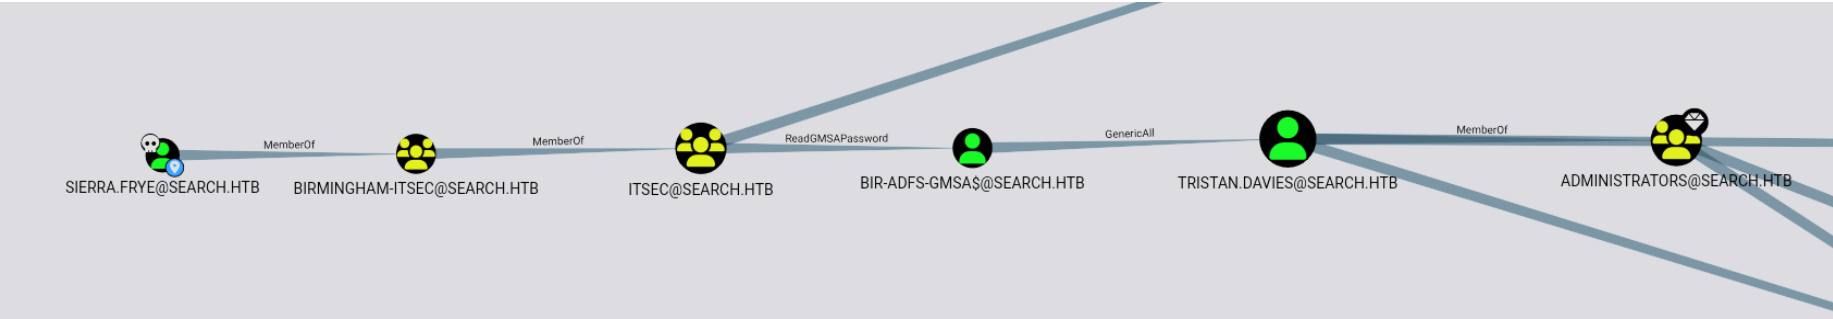 MemberOf
MemberOf
ReadGMSAPassword
GenericAll
MemberOf
SIERRA.FRYE@SEARCH.HTB
BIRMINGHAM-ITSEC@SEARCH.HTB
ITSEC@SEARCH.HTB
BIR-ADFS-GMSA$@SEARCH.HTB
TRISTAN.DAVIES@SEARCH.HTB
ADMINISTRATORS@SEARCH.HTB